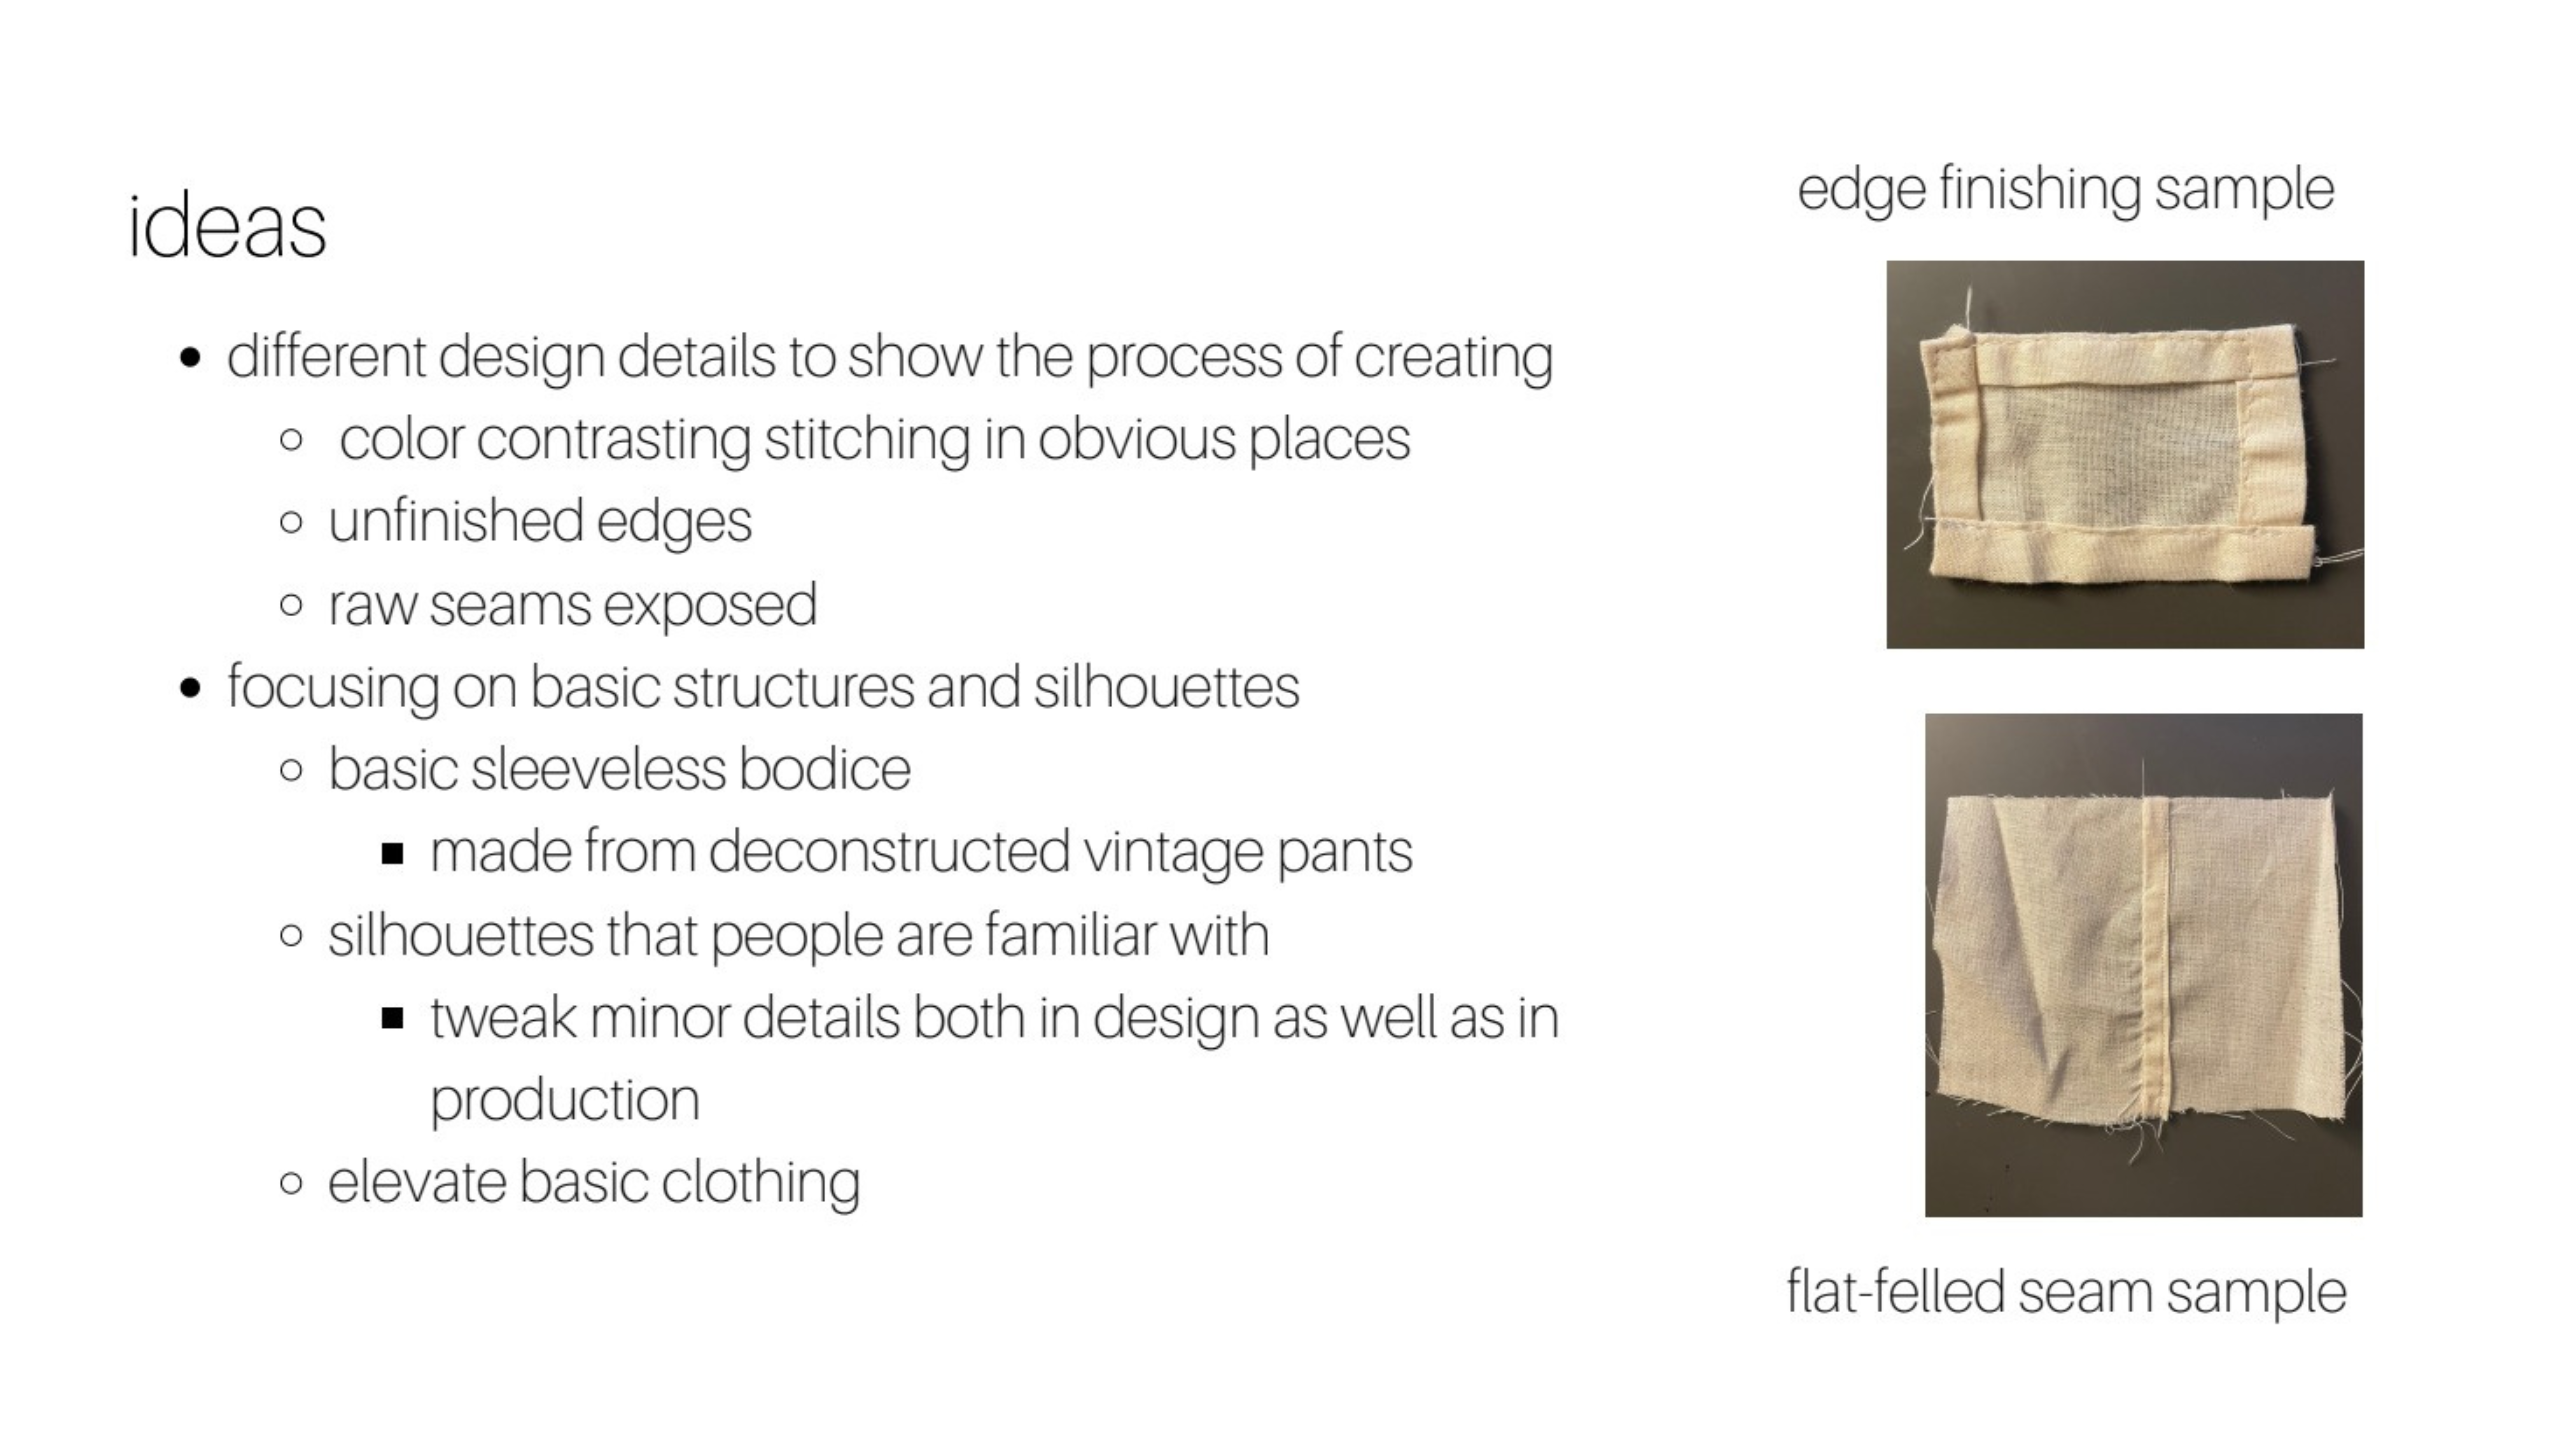 ideas
• different design details to show the process of creating
○ color contrasting stitching in obvious places
○ unfinished edges
○ raw seams exposed
• focusing on basic structures and silhouettes
○ basic sleeveless bodice
■ made from deconstructed vintage pants
○ silhouettes that people are familiar with
■ tweak minor details both in design as well as in
production
○ elevate basic clothing
edge finishing sample
flat-felled seam sample